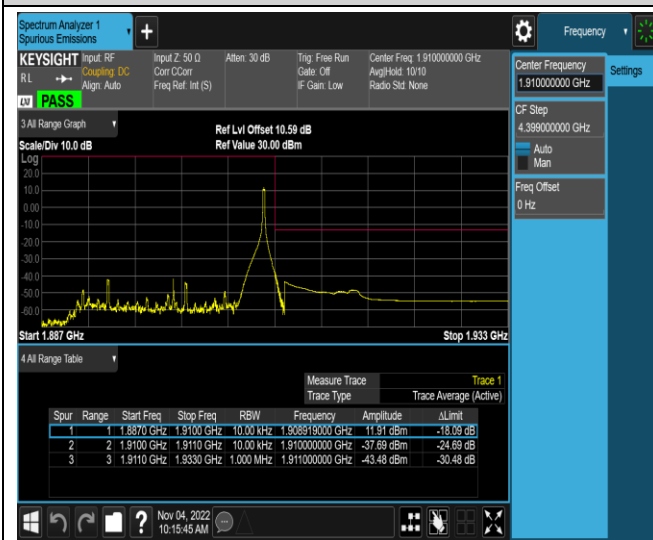 Spectrum Analyzer 1
Spurious Emissions
+
Frequency
KEYSIGHT Input: RF Input Z: 50 Ω Atten: 30 dB Trig: Free Run Center Freq: 1.910000000 GHz
RL Coupling: DC Corr CCorr Gate: Off Avg|Hold: 10/10
Align: Auto Freq Ref: Int (S) IF Gain: Low Radio Std: None
LXI PASS
Center Frequency
1.910000000 GHz
Settings
CF Step
4.399000000 GHz
Auto
Man
Freq Offset
0 Hz
3 All Range Graph
Ref Lvl Offset 10.59 dB
Scale/Div 10.0 dB Ref Value 30.00 dBm
Log
20.0
10.0
0.00
-10.0
-20.0
-30.0
-40.0
-50.0
-60.0
Start 1.887 GHz Stop 1.933 GHz
4 All Range Table
Measure Trace Trace 1
Trace Type Trace Average (Active)
Spur Range Start Freq Stop Freq RBW Frequency Amplitude ΔLimit
1 1 1.8870 GHz 1.9100 GHz 10.00 kHz 1.908919000 GHz 11.91 dBm -18.09 dB
2 2 1.9100 GHz 1.9110 GHz 10.00 kHz 1.910000000 GHz -37.69 dBm -24.69 dB
3 3 1.9110 GHz 1.9330 GHz 1.000 MHz 1.911000000 GHz -43.48 dBm -30.48 dB
? Nov 04, 2022
10:15:45 AM